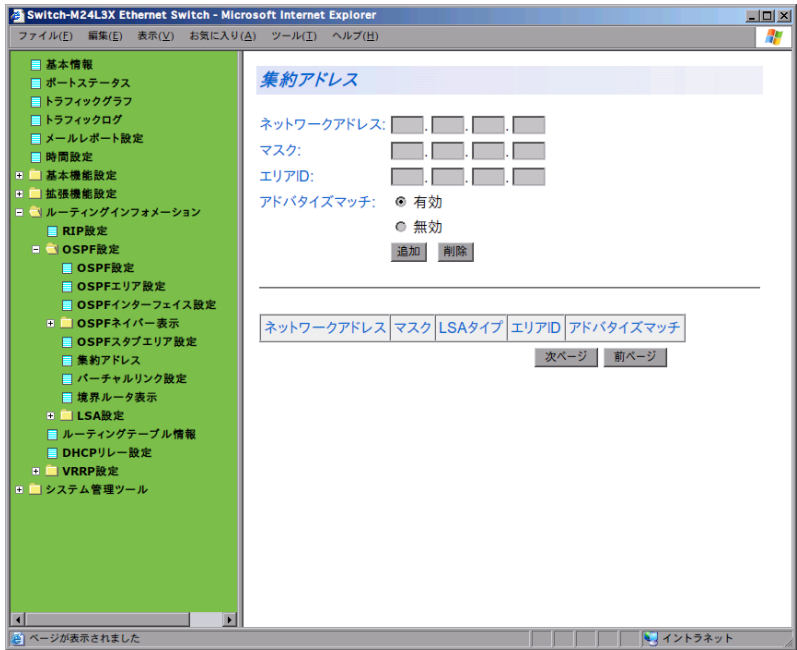 Switch-M24L3X Ethernet Switch - Microsoft Internet Explorer
ファイル(F) 編集(E) 表示(V) お気に入り(A) ツール(T) ヘルプ(H)
基本情報
ポートステータス
トラフィックグラフ
トラフィックログ
メールレポート設定
時間設定
基本機能設定
拡張機能設定
ルーティングインフォメーション
RIP設定
OSPF設定
OSPF設定
OSPFエリア設定
OSPFインターフェイス設定
OSPFネイバー表示
OSPFスタブエリア設定
集約アドレス
バーチャルリンク設定
境界ルータ表示
LSA設定
ルーティングテーブル情報
DHCPリレー設定
VRRP設定
システム管理ツール
集約アドレス
ネットワークアドレス: . . .
マスク: . . .
エリアID: . . .
アドバタイズマッチ: 有効
無効
追加 削除
ネットワークアドレス マスク LSAタイプ エリアID アドバタイズマッチ
次ページ 前ページ
ページが表示されました イントラネット